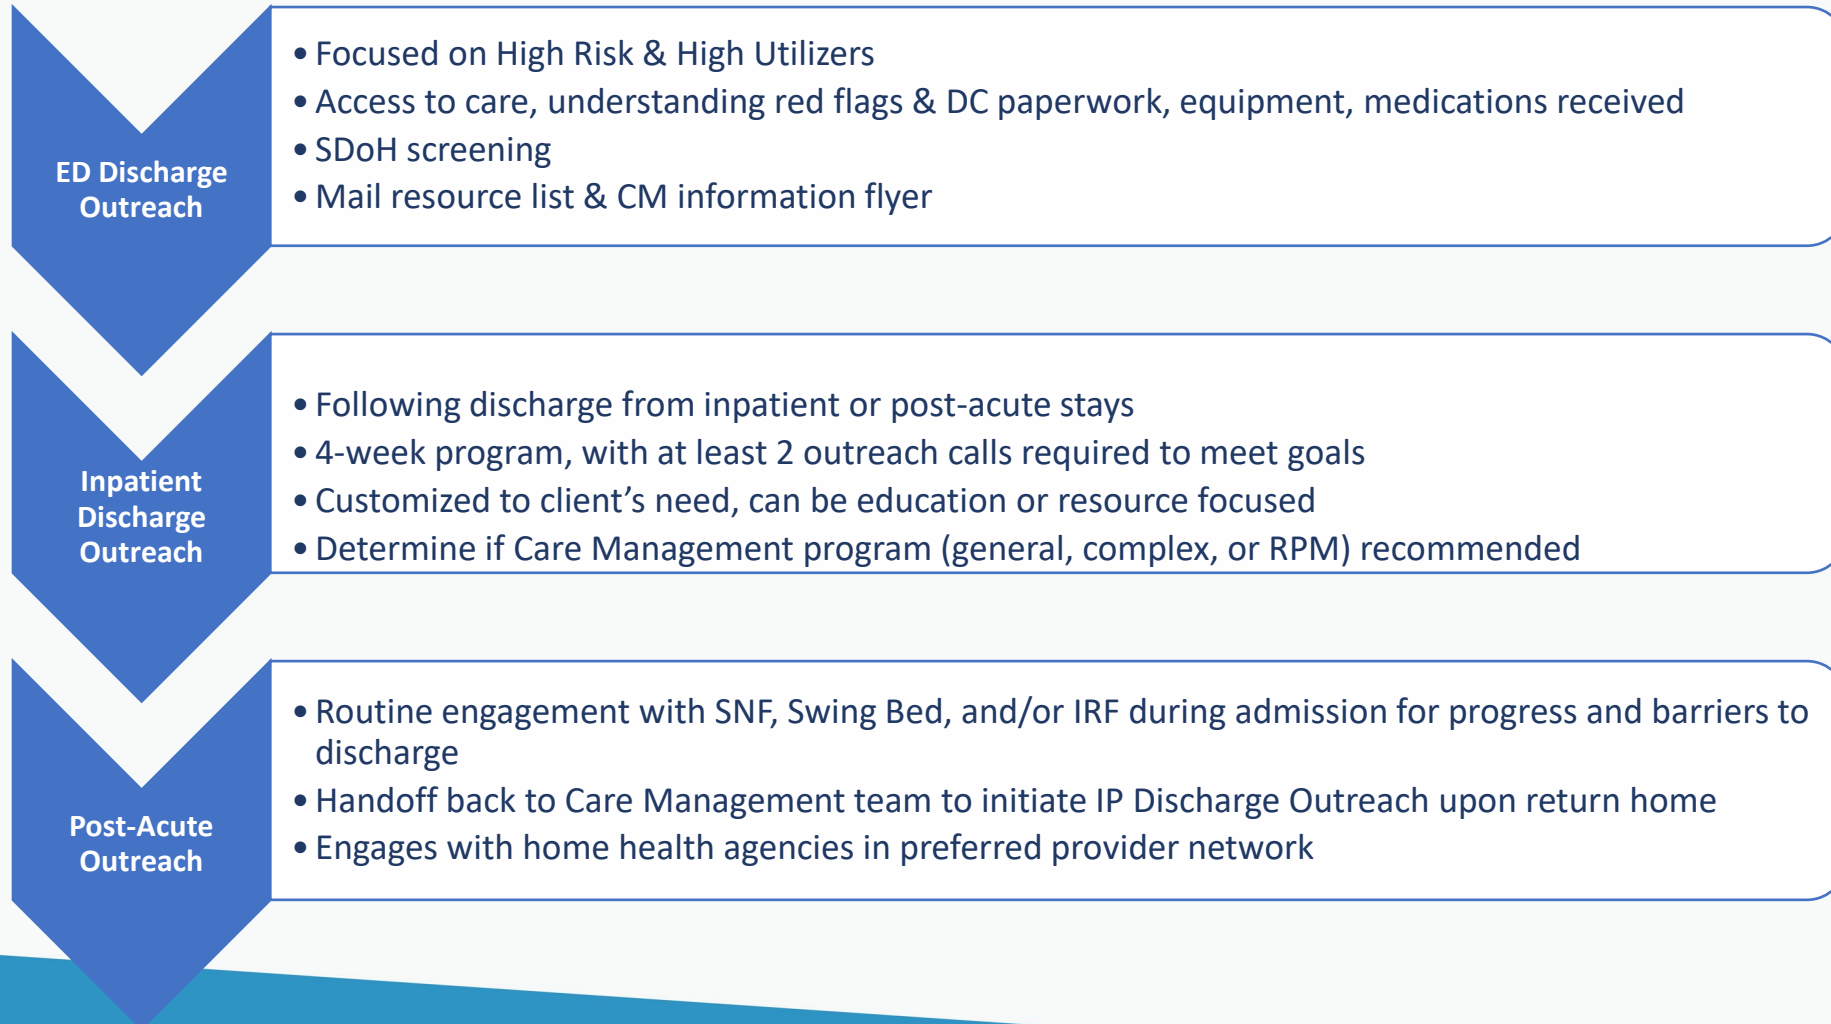 ED Discharge
Outreach
• Focused on High Risk & High Utilizers
• Access to care, understanding red flags & DC paperwork, equipment, medications received
• SDoH screening
• Mail resource list & CM information flyer
Inpatient
Discharge
Outreach
• Following discharge from inpatient or post-acute stays
• 4-week program, with at least 2 outreach calls required to meet goals
• Customized to client’s need, can be education or resource focused
• Determine if Care Management program (general, complex, or RPM) recommended
Post-Acute
Outreach
• Routine engagement with SNF, Swing Bed, and/or IRF during admission for progress and barriers to
discharge
• Handoff back to Care Management team to initiate IP Discharge Outreach upon return home
• Engages with home health agencies in preferred provider network